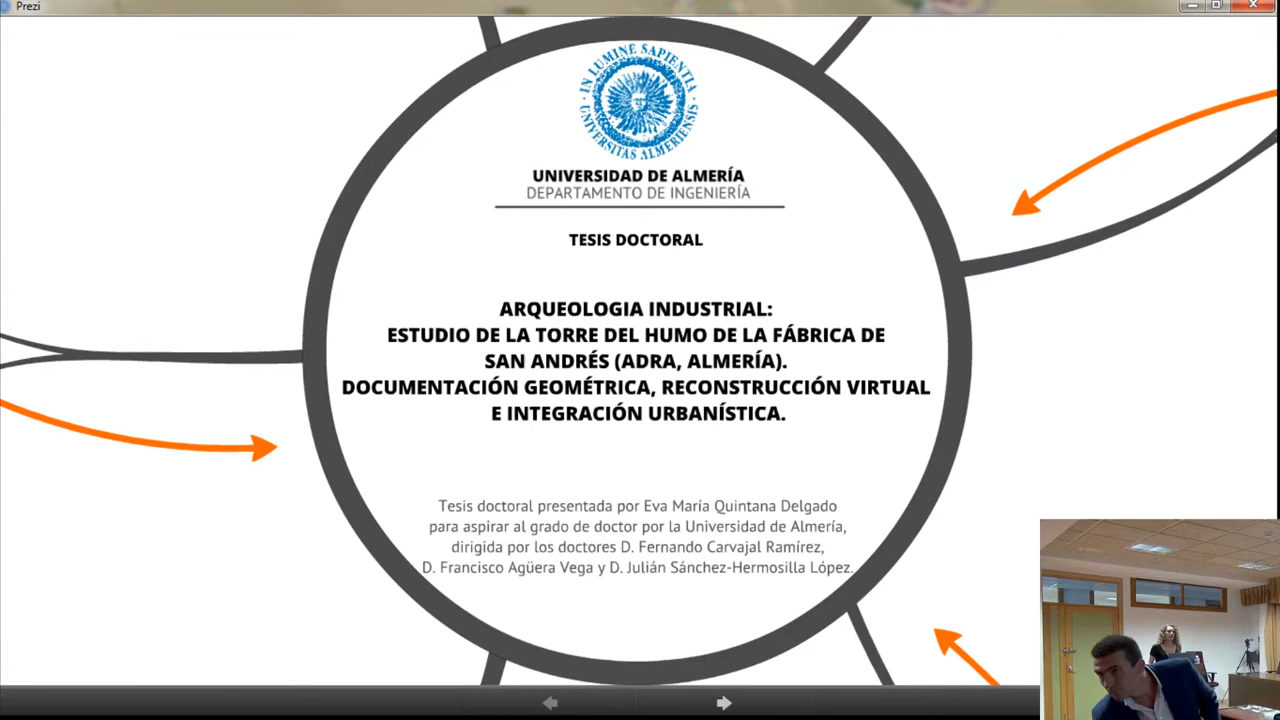 Prezi
IN LUMINE SAPIENTIA
UNIVERSITAS ALMERIENSIS
UNIVERSIDAD DE ALMERÍA
DEPARTAMENTO DE INGENIERÍA
TESIS DOCTORAL
ARQUEOLOGIA INDUSTRIAL:
ESTUDIO DE LA TORRE DEL HUMO DE LA FÁBRICA DE
SAN ANDRÉS (ADRA, ALMERÍA).
DOCUMENTACIÓN GEOMÉTRICA, RECONSTRUCCIÓN VIRTUAL
E INTEGRACIÓN URBANÍSTICA.
Tesis doctoral presentada por Eva María Quintana Delgado
para aspirar al grado de doctor por la Universidad de Almería,
dirigida por los doctores D. Fernando Carvajal Ramírez,
D. Francisco Agüera Vega y D. Julián Sánchez-Hermosilla López.